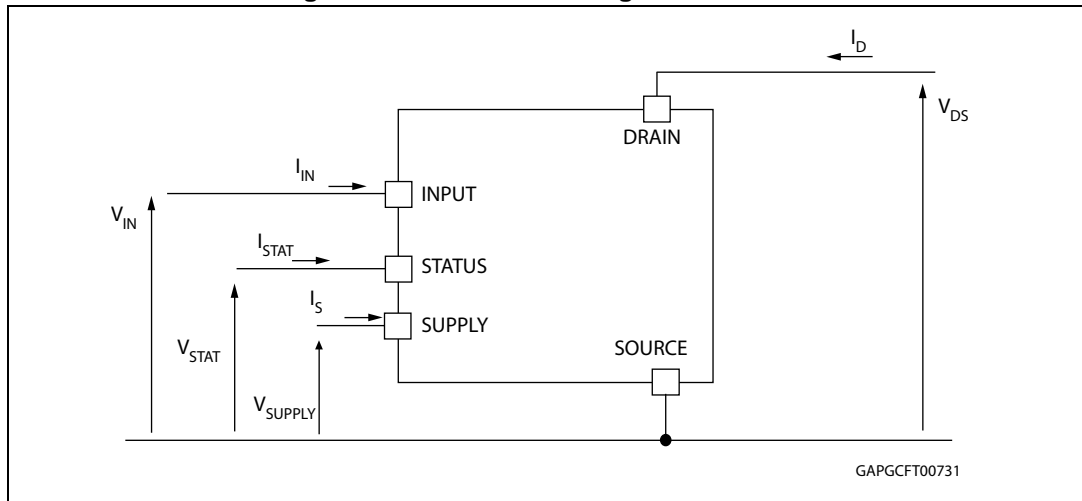 I_D
DRAIN
V_DS
I_IN
INPUT
V_IN
I_STAT
STATUS
I_S
SUPPLY
SOURCE
V_STAT
V_SUPPLY
GAPGCFT00731